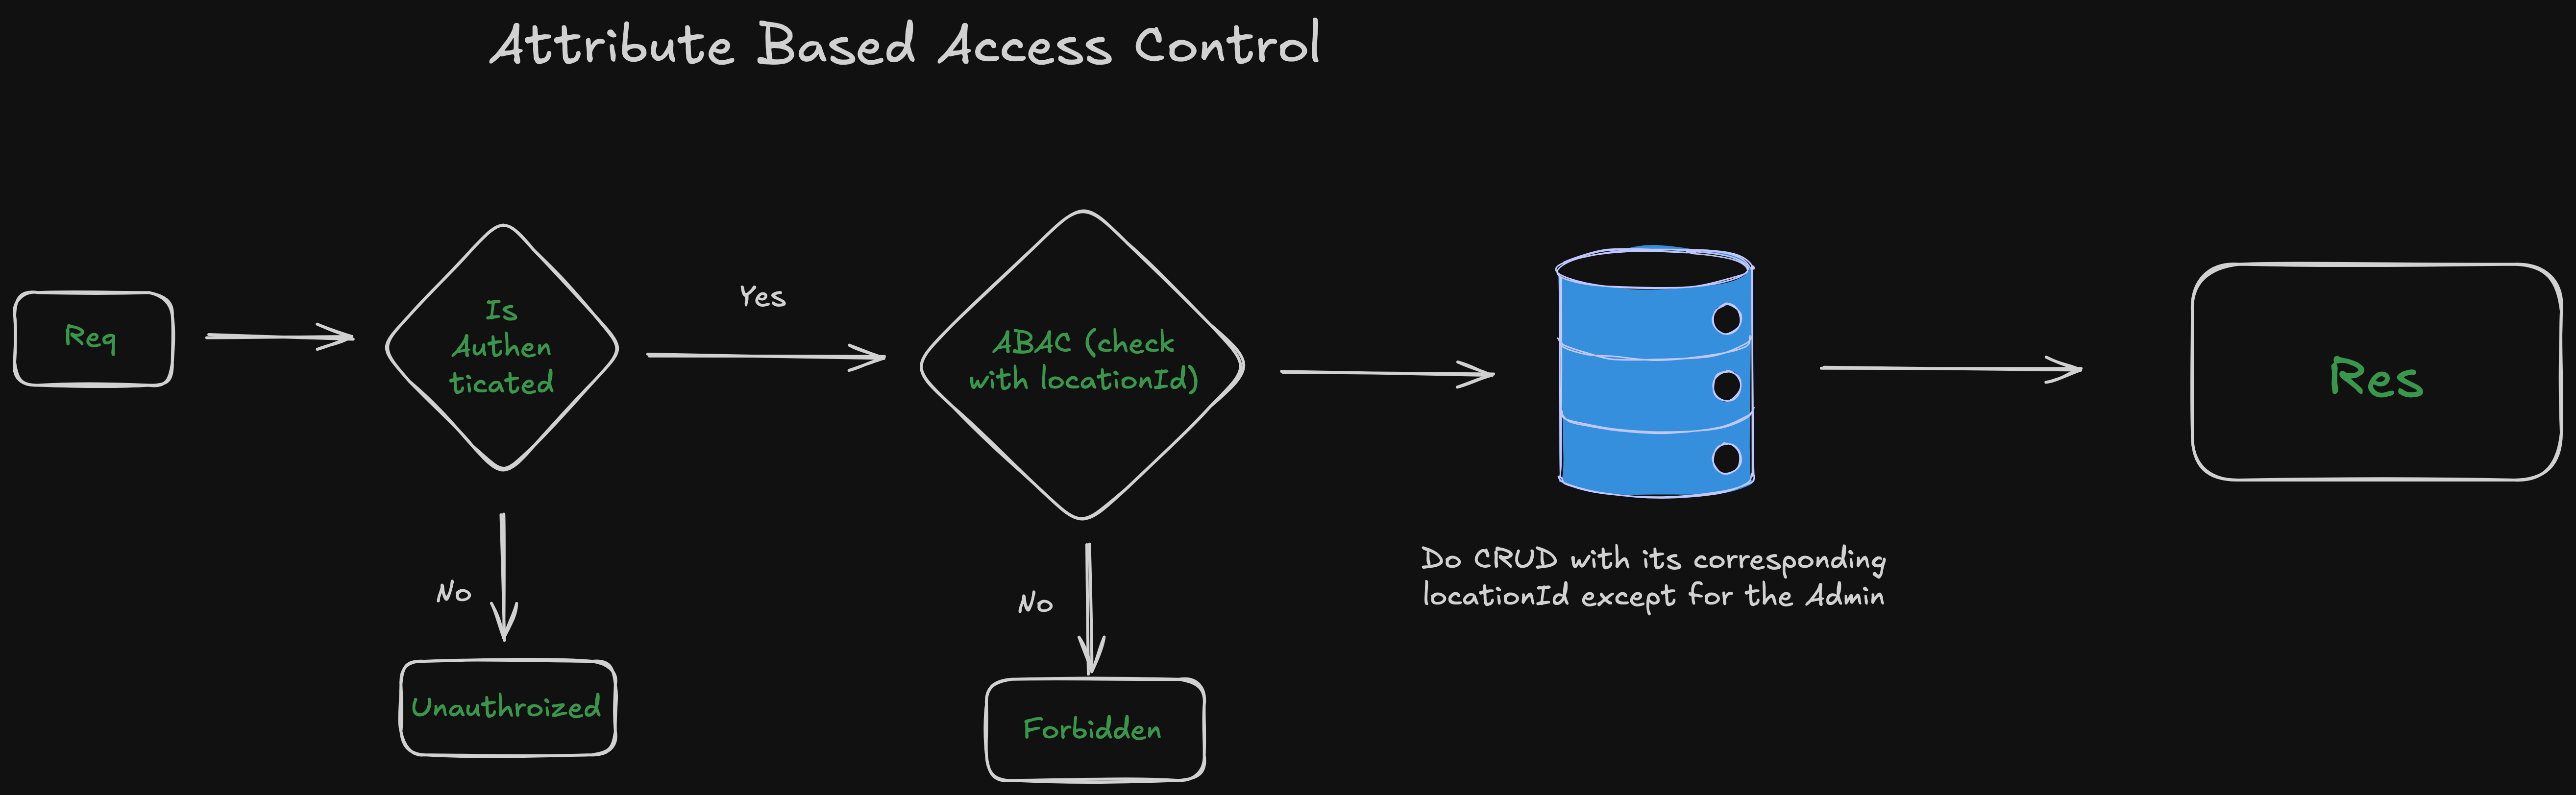 Attribute Based Access Control
Req
Is
Authen
ticated
Yes
ABAC (check
with locationId)
Res
Do CRUD with its corresponding
locationId except for the Admin
No
No
Unauthroized
Forbidden